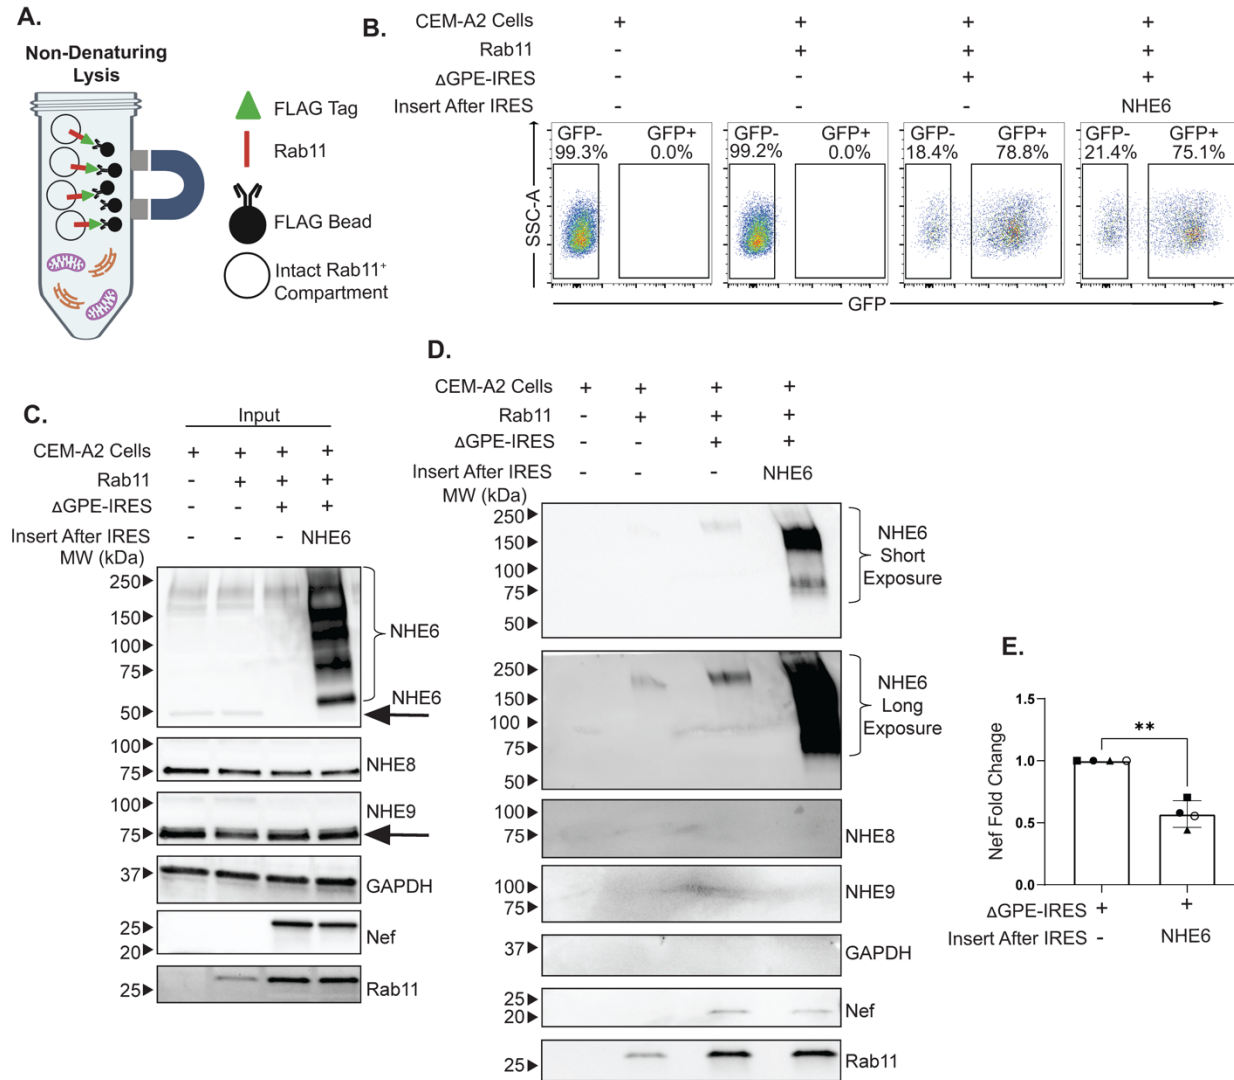 A.
Non-Denaturing
Lysis
FLAG Tag
Rab11
FLAG Bead
Intact Rab11+
Compartment
B.
CEM-A2 Cells + + + +
Rab11 - + + +
ΔGPE-IRES - - + +
Insert After IRES - - - NHE6
GFP- GFP+ GFP- GFP+ GFP- GFP+ GFP- GFP+
99.3% 0.0% 99.2% 0.0% 18.4% 78.8% 21.4% 75.1%
SSC-A
GFP
C.
Input
CEM-A2 Cells + + + +
Rab11 - + + +
ΔGPE-IRES - - + +
Insert After IRES - - - NHE6
MW (kDa)
250
150
100
75
50
NHE6
NHE6
100
75
NHE8
100
75
NHE9
37
GAPDH
25
20
Nef
25
Rab11
D.
CEM-A2 Cells + + + +
Rab11 - + + +
ΔGPE-IRES - - + +
Insert After IRES - - - NHE6
MW (kDa)
250
150
100
75
50
NHE6
Short
Exposure
250
150
100
75
50
NHE6
Long
Exposure
100
75
NHE8
100
75
NHE9
37
GAPDH
25
20
Nef
25
Rab11
E.
Nef Fold Change
1.5
1.0
0.5
0.0
**
ΔGPE-IRES + +
Insert After IRES - NHE6